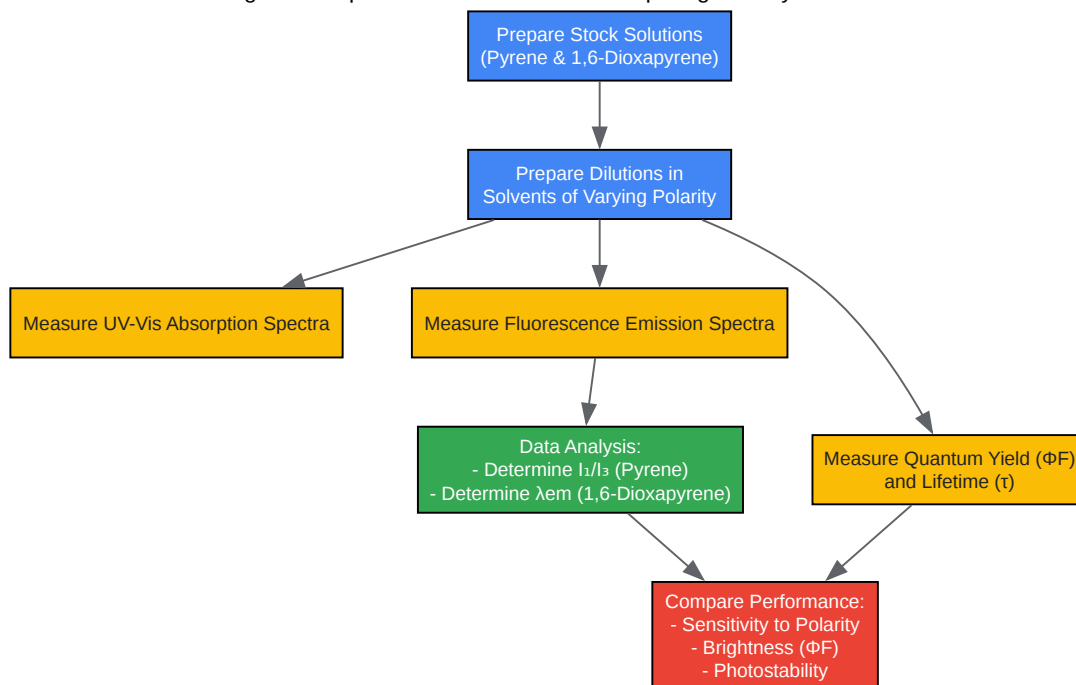 Prepare Stock Solutions
(Pyrene & 1,6-Dioxapyrene)
Prepare Dilutions in
Solvents of Varying Polarity
Measure UV-Vis Absorption Spectra
Measure Fluorescence Emission Spectra
Data Analysis:
- Determine I₁/I₃ (Pyrene)
- Determine λem (1,6-Dioxapyrene)
Measure Quantum Yield (ΦF)
and Lifetime (τ)
Compare Performance:
- Sensitivity to Polarity
- Brightness (ΦF)
- Photostability